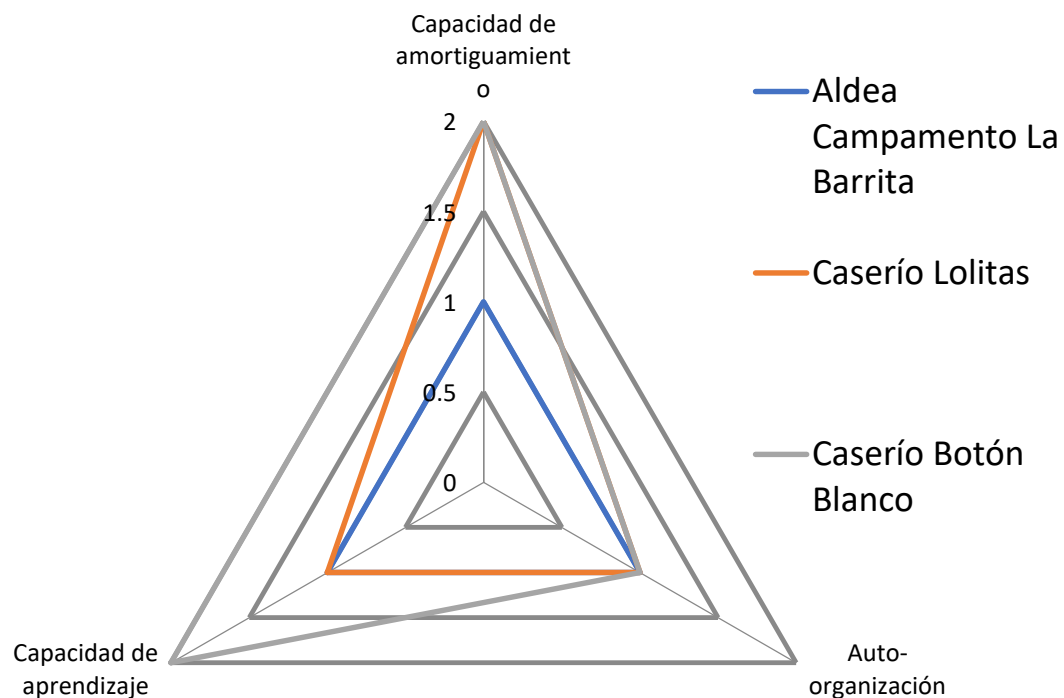 Capacidad de
amortiguamient
o
2
1.5
1
0.5
0
Capacidad de
aprendizaje
Auto-
organización
Aldea
Campamento La
Barrita
Caserío Lolitas
Caserío Botón
Blanco